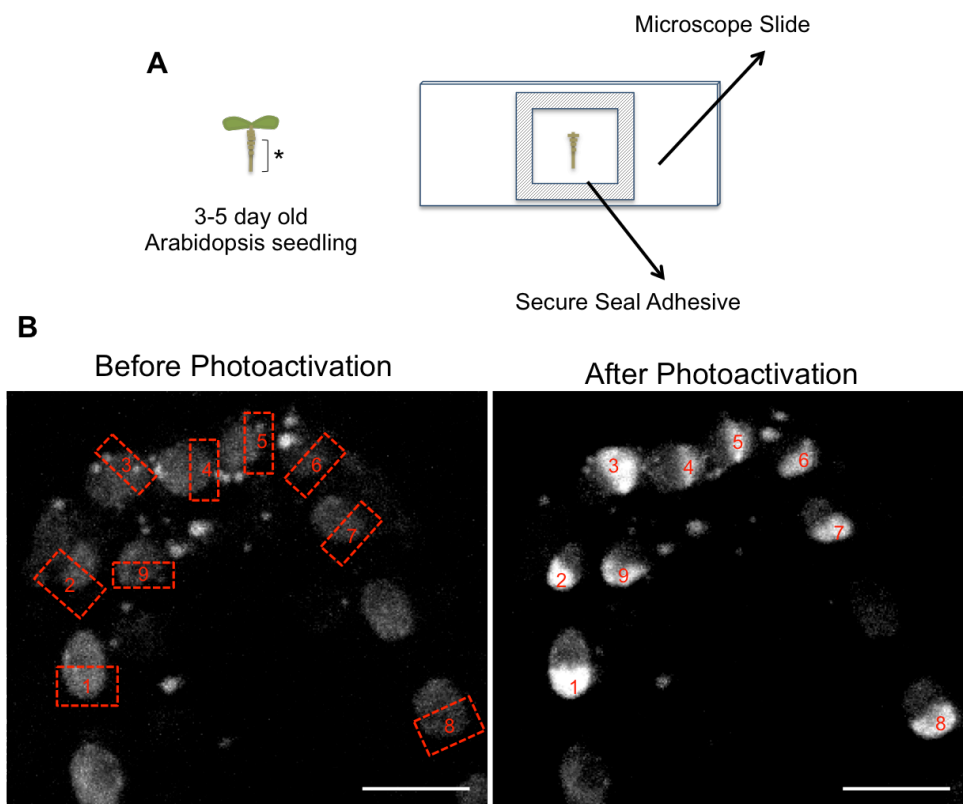 Microscope Slide
A
*
3-5 day old
Arabidopsis seedling
Secure Seal Adhesive
B
Before Photoactivation
After Photoactivation
5
3
4
6
7
2
9
1
8
5
3
4
6
7
2
9
1
8